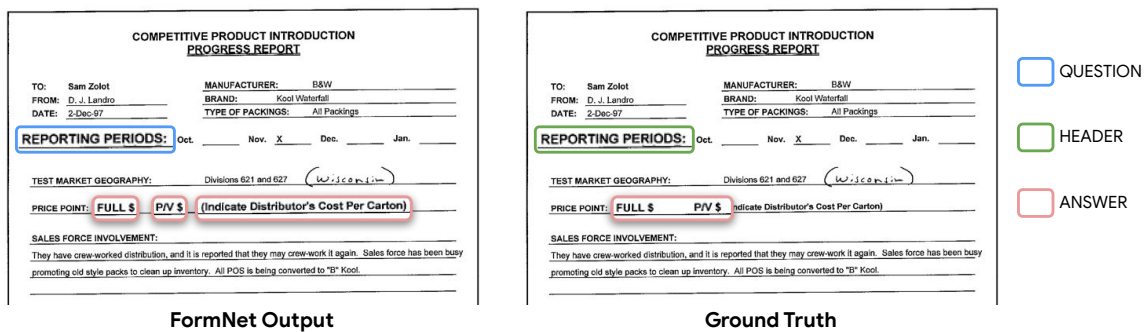 COMPETITIVE PRODUCT INTRODUCTION
PROGRESS REPORT
TO: Sam Zolot MANUFACTURER: B&W
FROM: D. J. Landro BRAND: Kool Waterfall
DATE: 2-Dec-97 TYPE OF PACKINGS: All Packings
REPORTING PERIODS: Oct. Nov. X Dec. Jan.
TEST MARKET GEOGRAPHY: Divisions 621 and 627 (Wisconsin)
PRICE POINT: FULL $ P/V $ (Indicate Distributor's Cost Per Carton)
SALES FORCE INVOLVEMENT:
They have crew-worked distribution, and it is reported that they may crew-work it again. Sales force has been busy
promoting old style packs to clean up inventory. All POS is being converted to "B" Kool.
FormNet Output
COMPETITIVE PRODUCT INTRODUCTION
PROGRESS REPORT
TO: Sam Zolot MANUFACTURER: B&W
FROM: D. J. Landro BRAND: Kool Waterfall
DATE: 2-Dec-97 TYPE OF PACKINGS: All Packings
REPORTING PERIODS: Oct. Nov. X Dec. Jan.
TEST MARKET GEOGRAPHY: Divisions 621 and 627 (Wisconsin)
PRICE POINT: FULL $ P/V $ Indicate Distributor's Cost Per Carton)
SALES FORCE INVOLVEMENT:
They have crew-worked distribution, and it is reported that they may crew-work it again. Sales force has been busy
promoting old style packs to clean up inventory. All POS is being converted to "B" Kool.
Ground Truth
QUESTION
HEADER
ANSWER